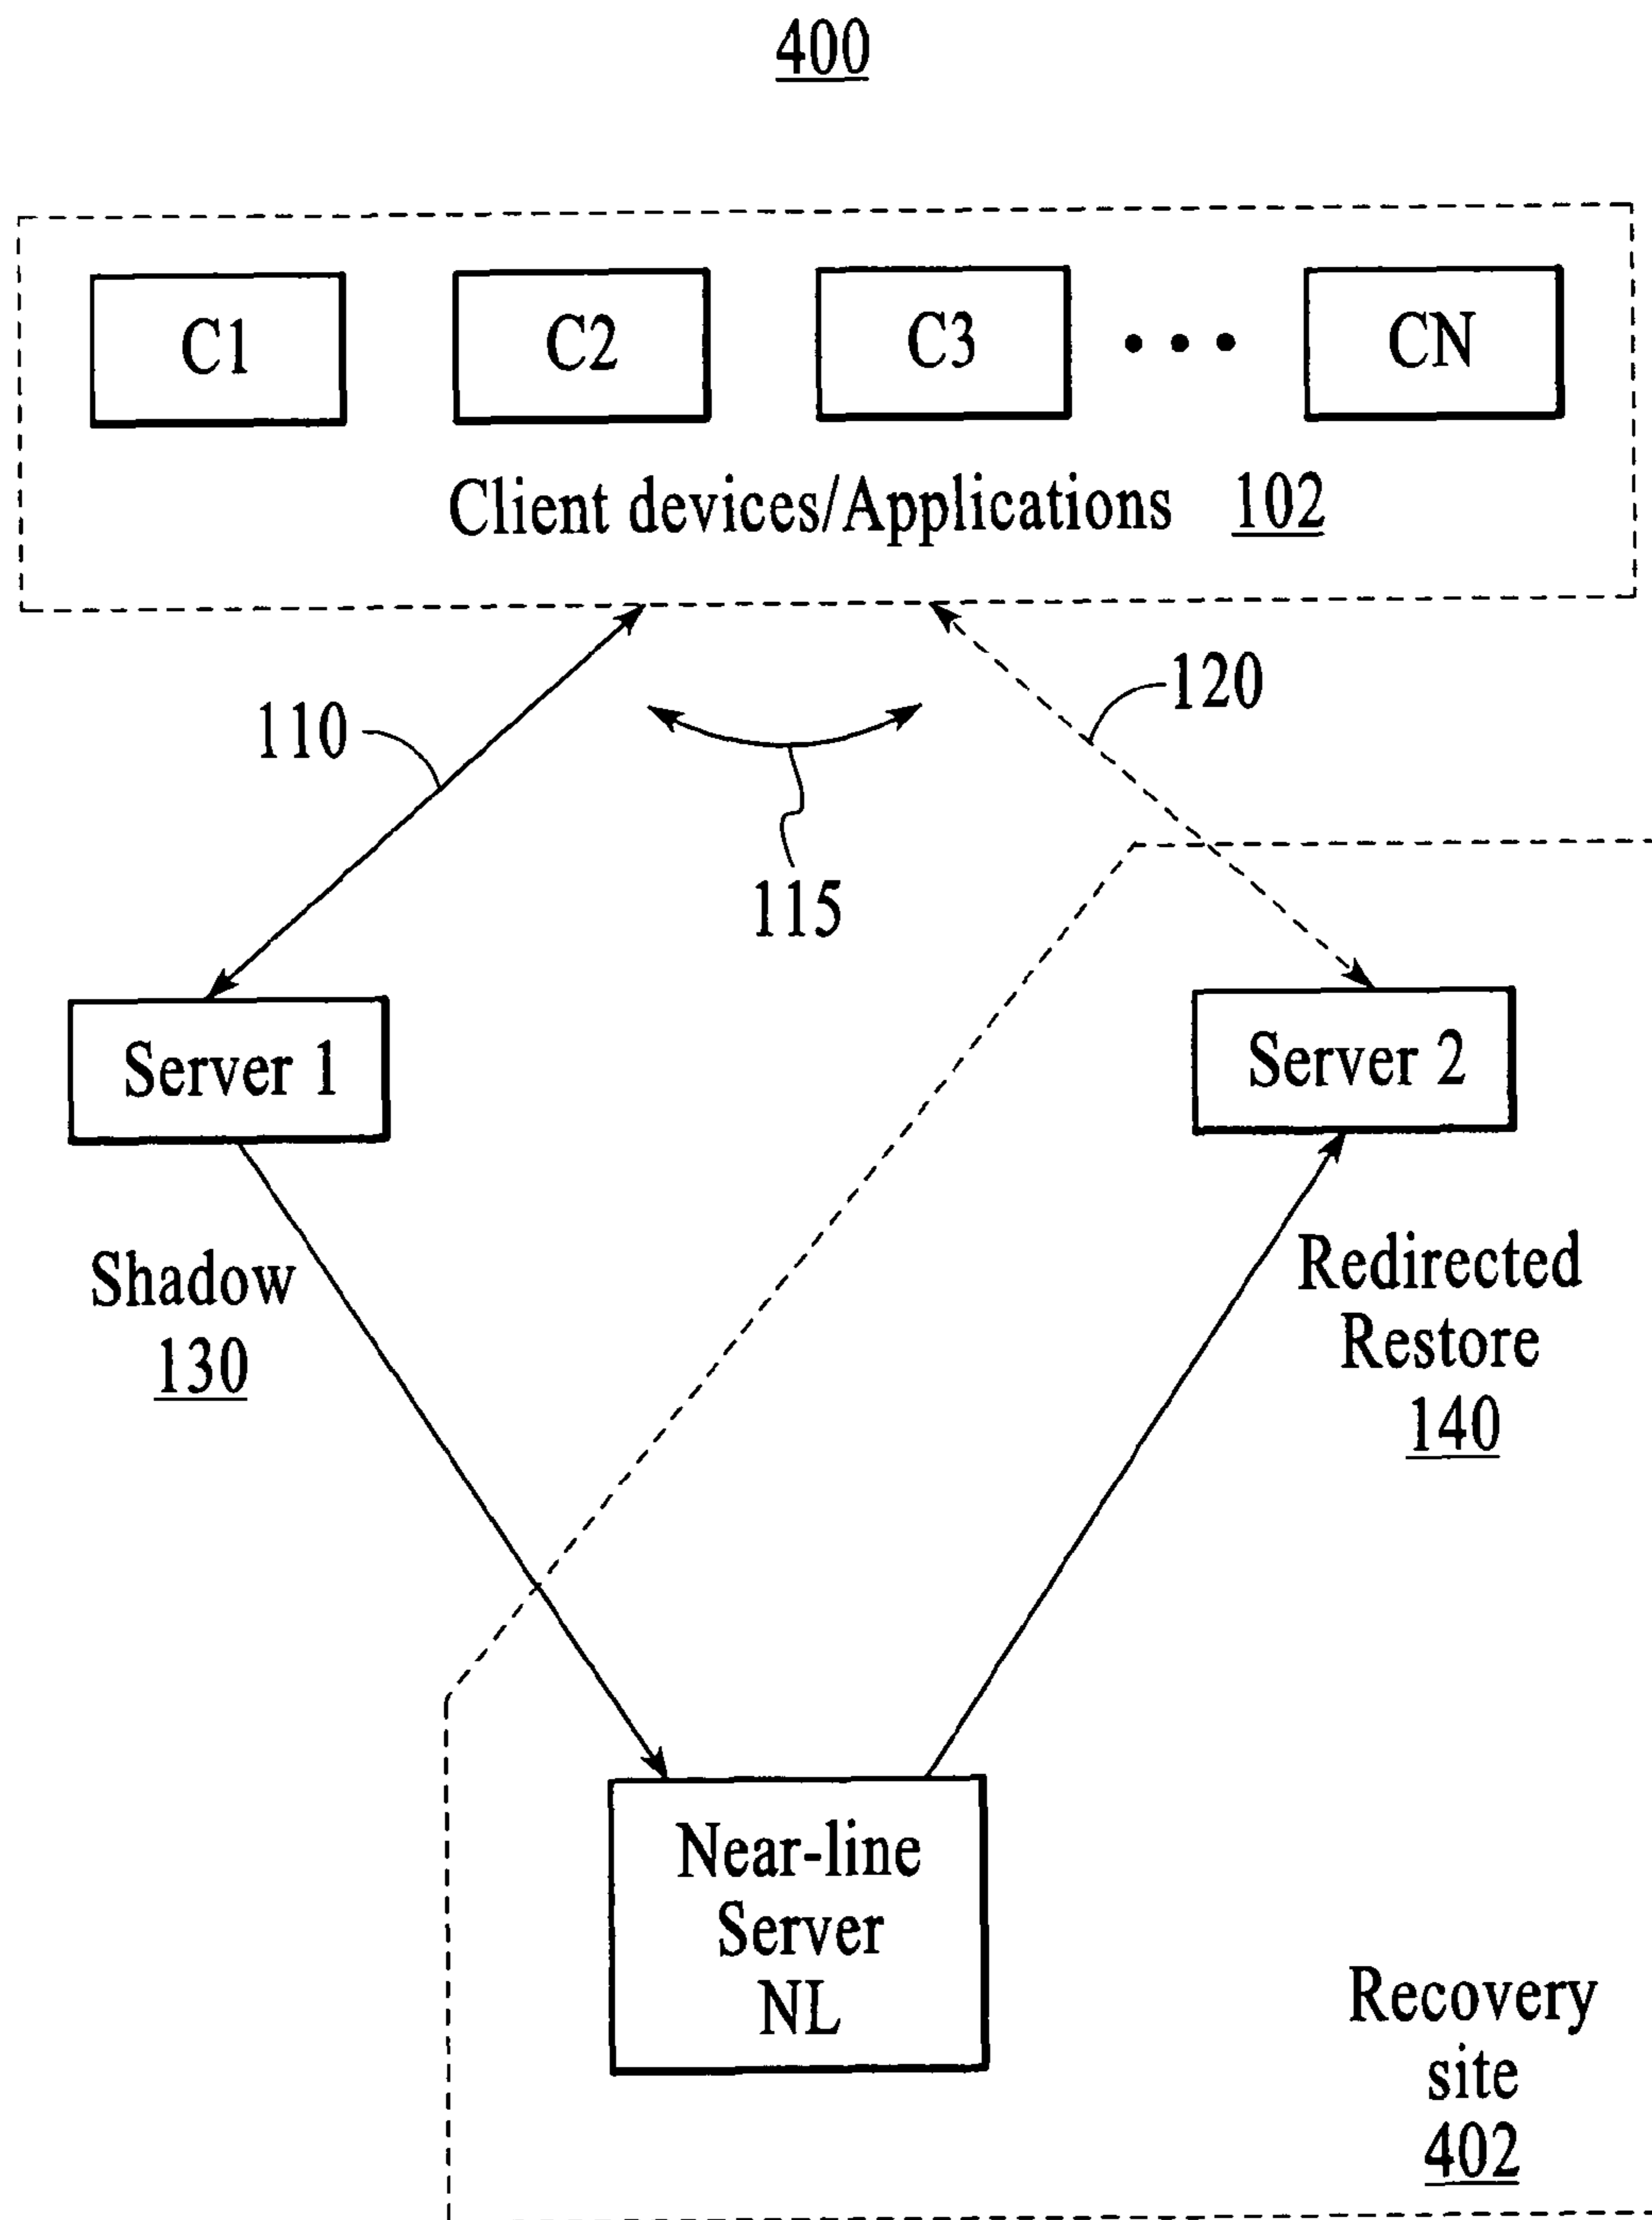 400
C1
C2
C3
CN
Client devices/Applications 102
110
120
115
Server 1
Server 2
Shadow
130
Redirected
Restore
140
Near-line
Server
NL
Recovery
site
402